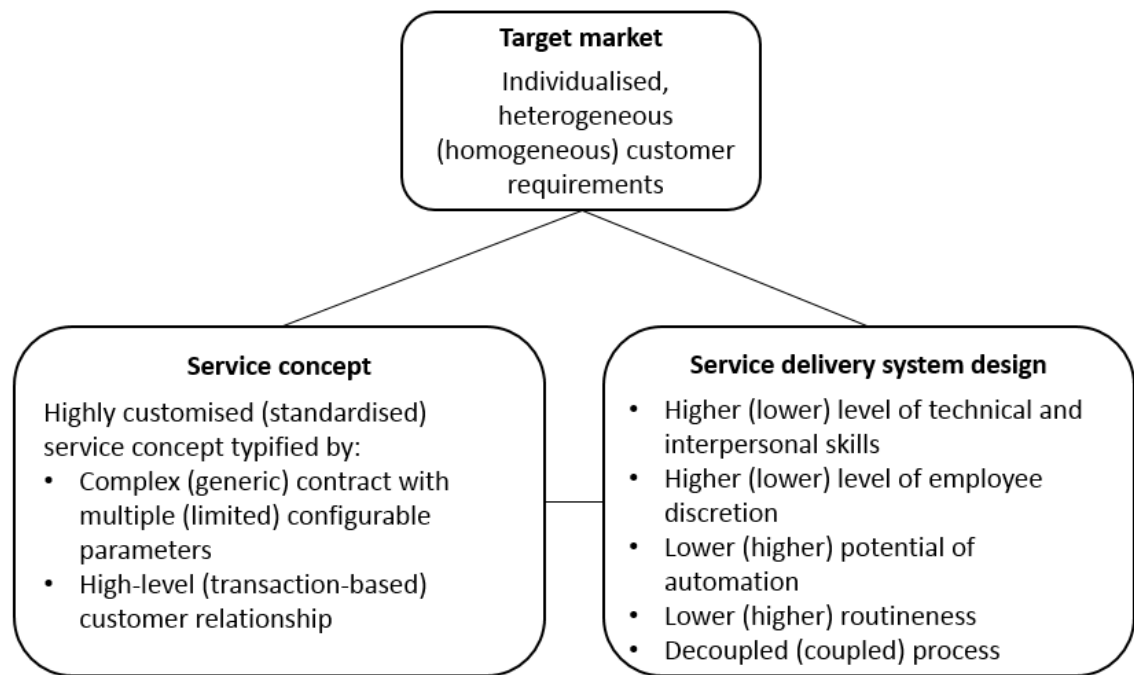 Target market
Individualised,
heterogeneous
(homogeneous) customer
requirements
Service concept
Highly customised (standardised)
service concept typified by:
• Complex (generic) contract with
multiple (limited) configurable
parameters
• High-level (transaction-based)
customer relationship
Service delivery system design
• Higher (lower) level of technical and
interpersonal skills
• Higher (lower) level of employee
discretion
• Lower (higher) potential of
automation
• Lower (higher) routineness
• Decoupled (coupled) process